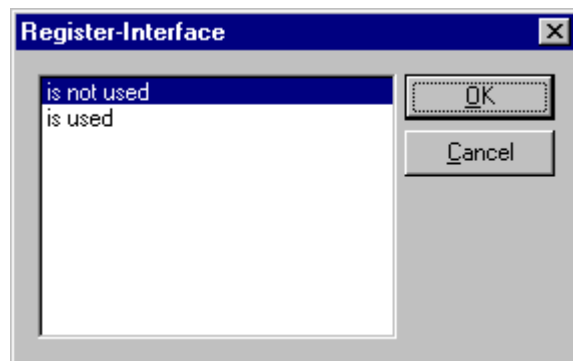 Register-Interface
is not used
is used
OK
Cancel